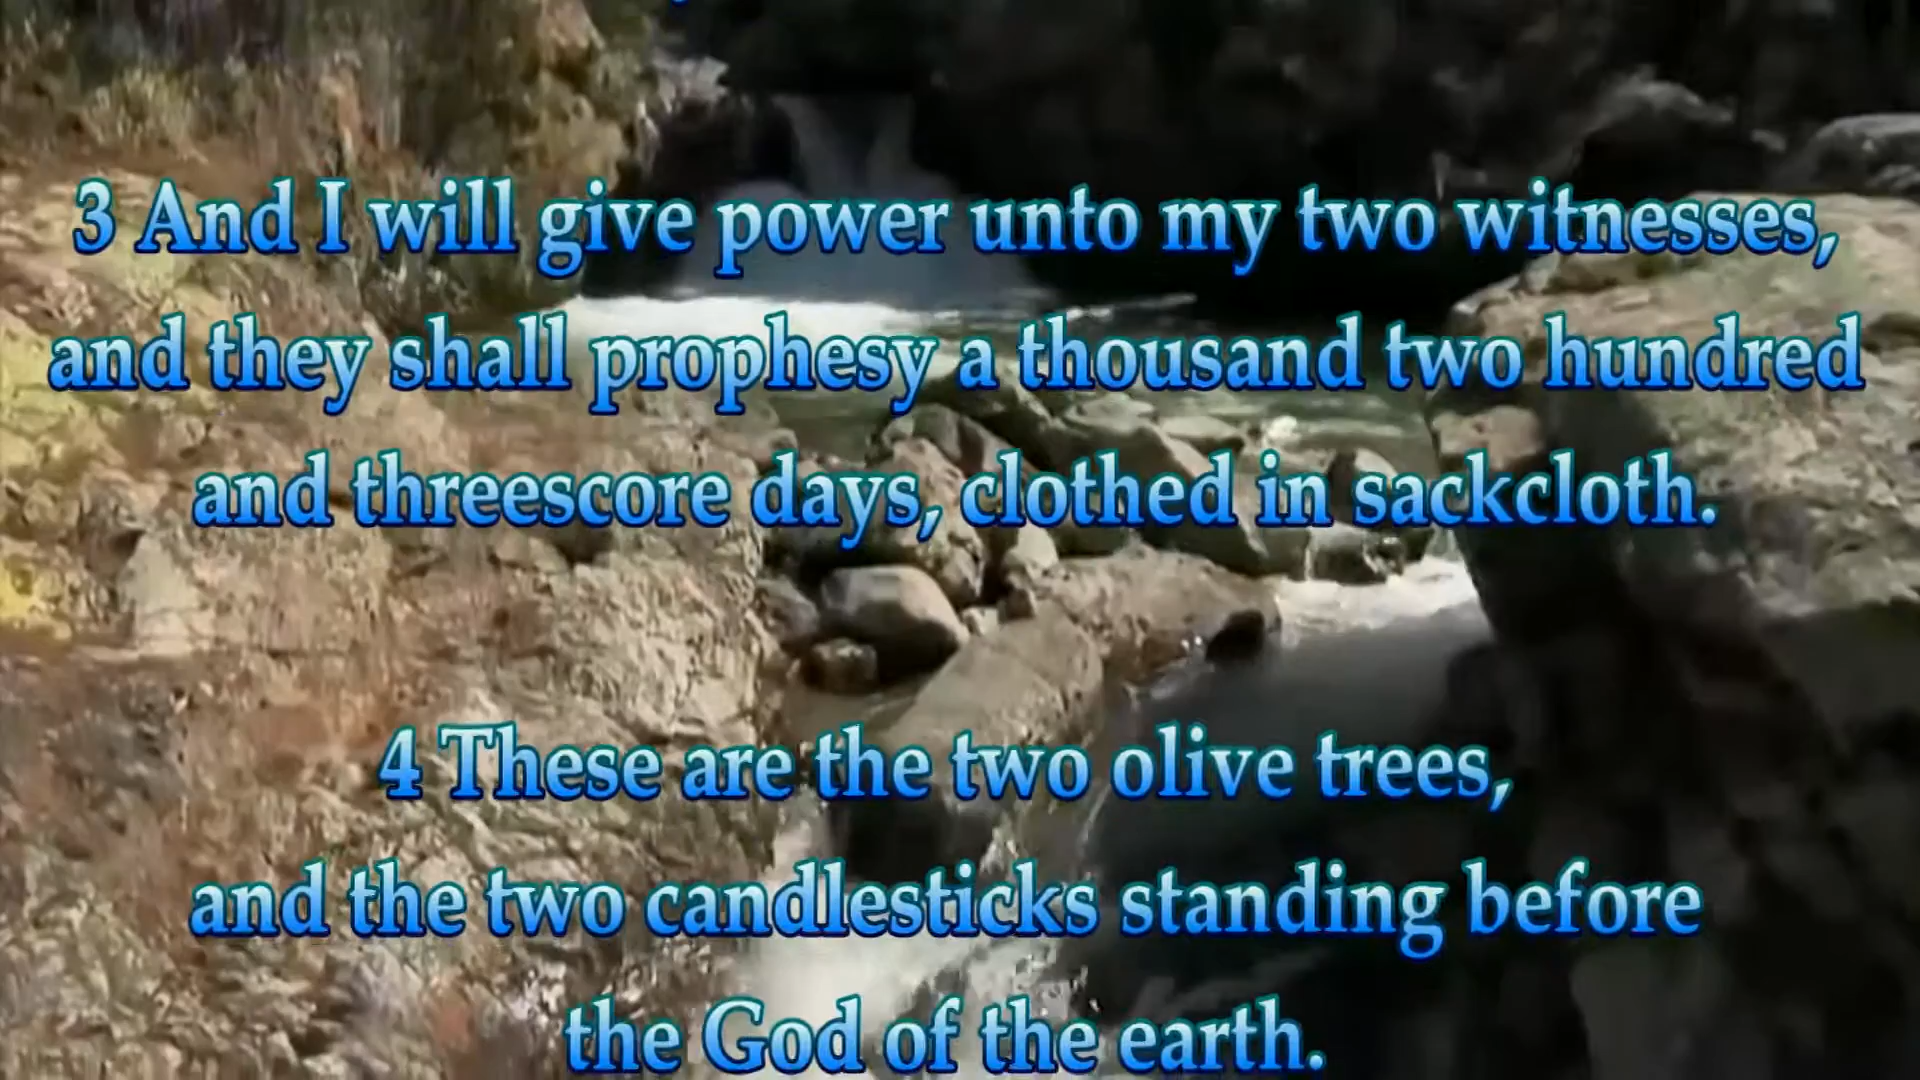 3 And I will give power unto my two witnesses,
and they shall prophesy a thousand two hundred
and threescore days, clothed in sackcloth.
4 These are the two olive trees,
and the two candlesticks standing before
the God of the earth.